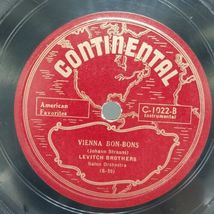 CONTINENTAL
American
Favorites
C-1022-B
Instrumental
VIENNA BON-BONS
(Johann Strauss)
LEVITCH BROTHERS
Salon Orchestra